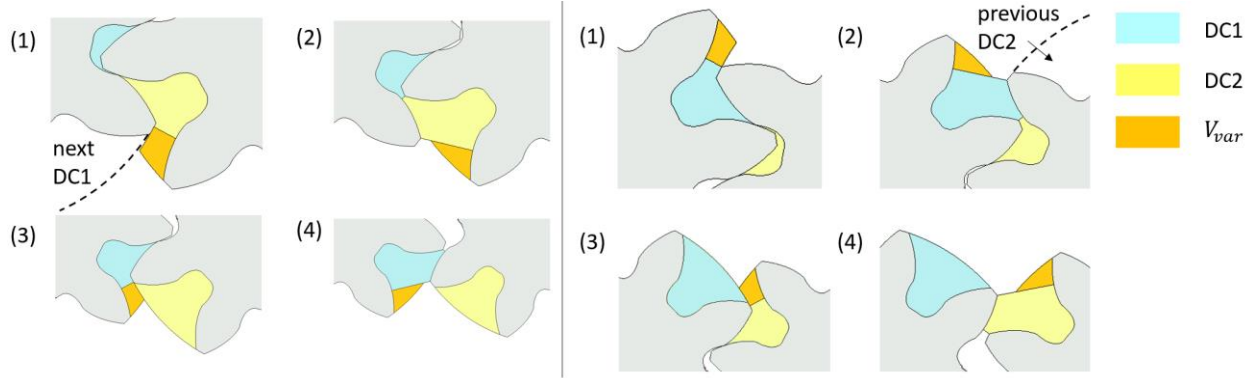 (1)
(2)
next
DC1
(3)
(4)
(1)
(2)
previous
DC2
(3)
(4)
DC1
DC2
V_var